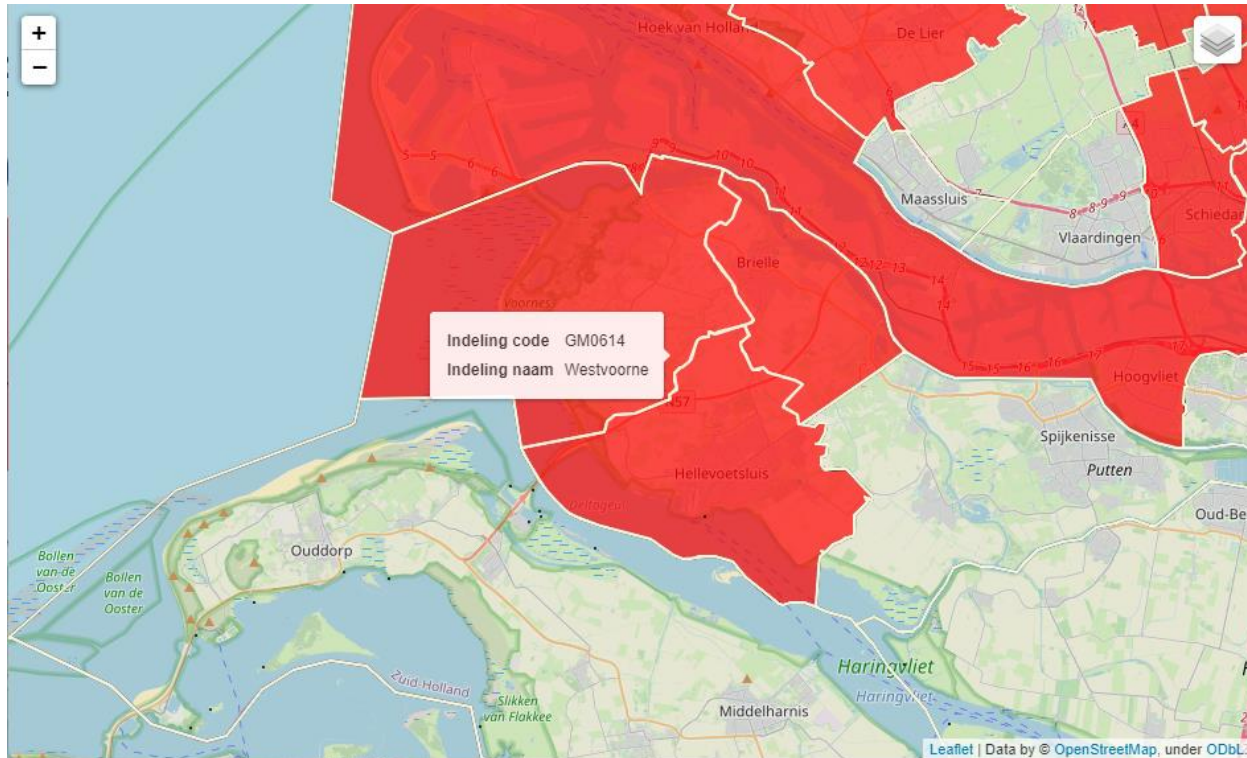 +
−
Hoek van Holland
De Lier
A4
Maassluis
Vlaardingen
Schiedam
Brielle
Voornes
Indeling code GM0614
Indeling naam Westvoorne
N57
Hoogvliet
Spijkenisse
Putten
Hellevoetsluis
Deltageul
Oud-Be
Ouddorp
Bollen
van de
Ooster
Bollen
van de
Ooster
Haringvliet
Haringvliet
Zuid-Holland
Slikken
van Flakkee
Middelharnis
Leaflet | Data by © OpenStreetMap, under ODbL.